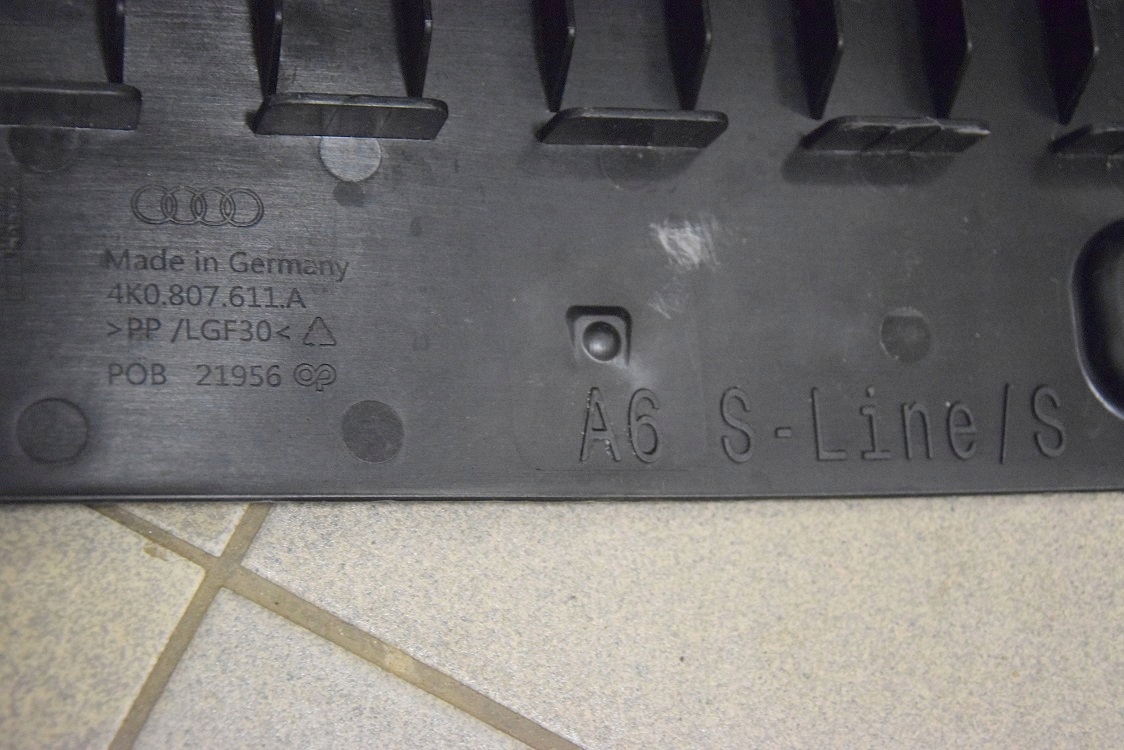 Made in Germany
4K0.807.611.A
>PP /LGF30<
POB 21956
A6 S-Line/S